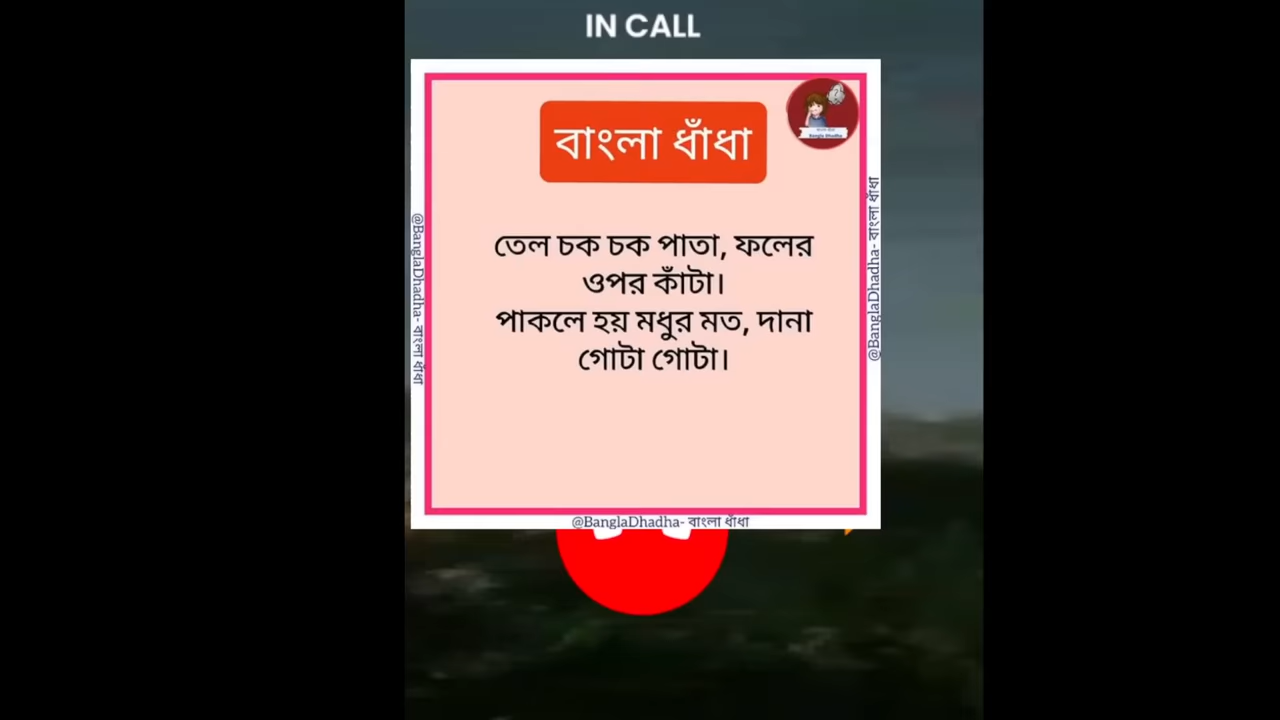 IN CALL
বাংলা ধাঁধা
তেল চক চক পাতা, ফলের
ওপর কাঁটা।
পাকলে হয় মধুর মত, দানা
গোটা গোটা।
@BanglaDhadha- বাংলা ধাঁধা
@BanglaDhadha- বাংলা ধাঁধা
@BanglaDhadha- বাংলা ধাঁধা